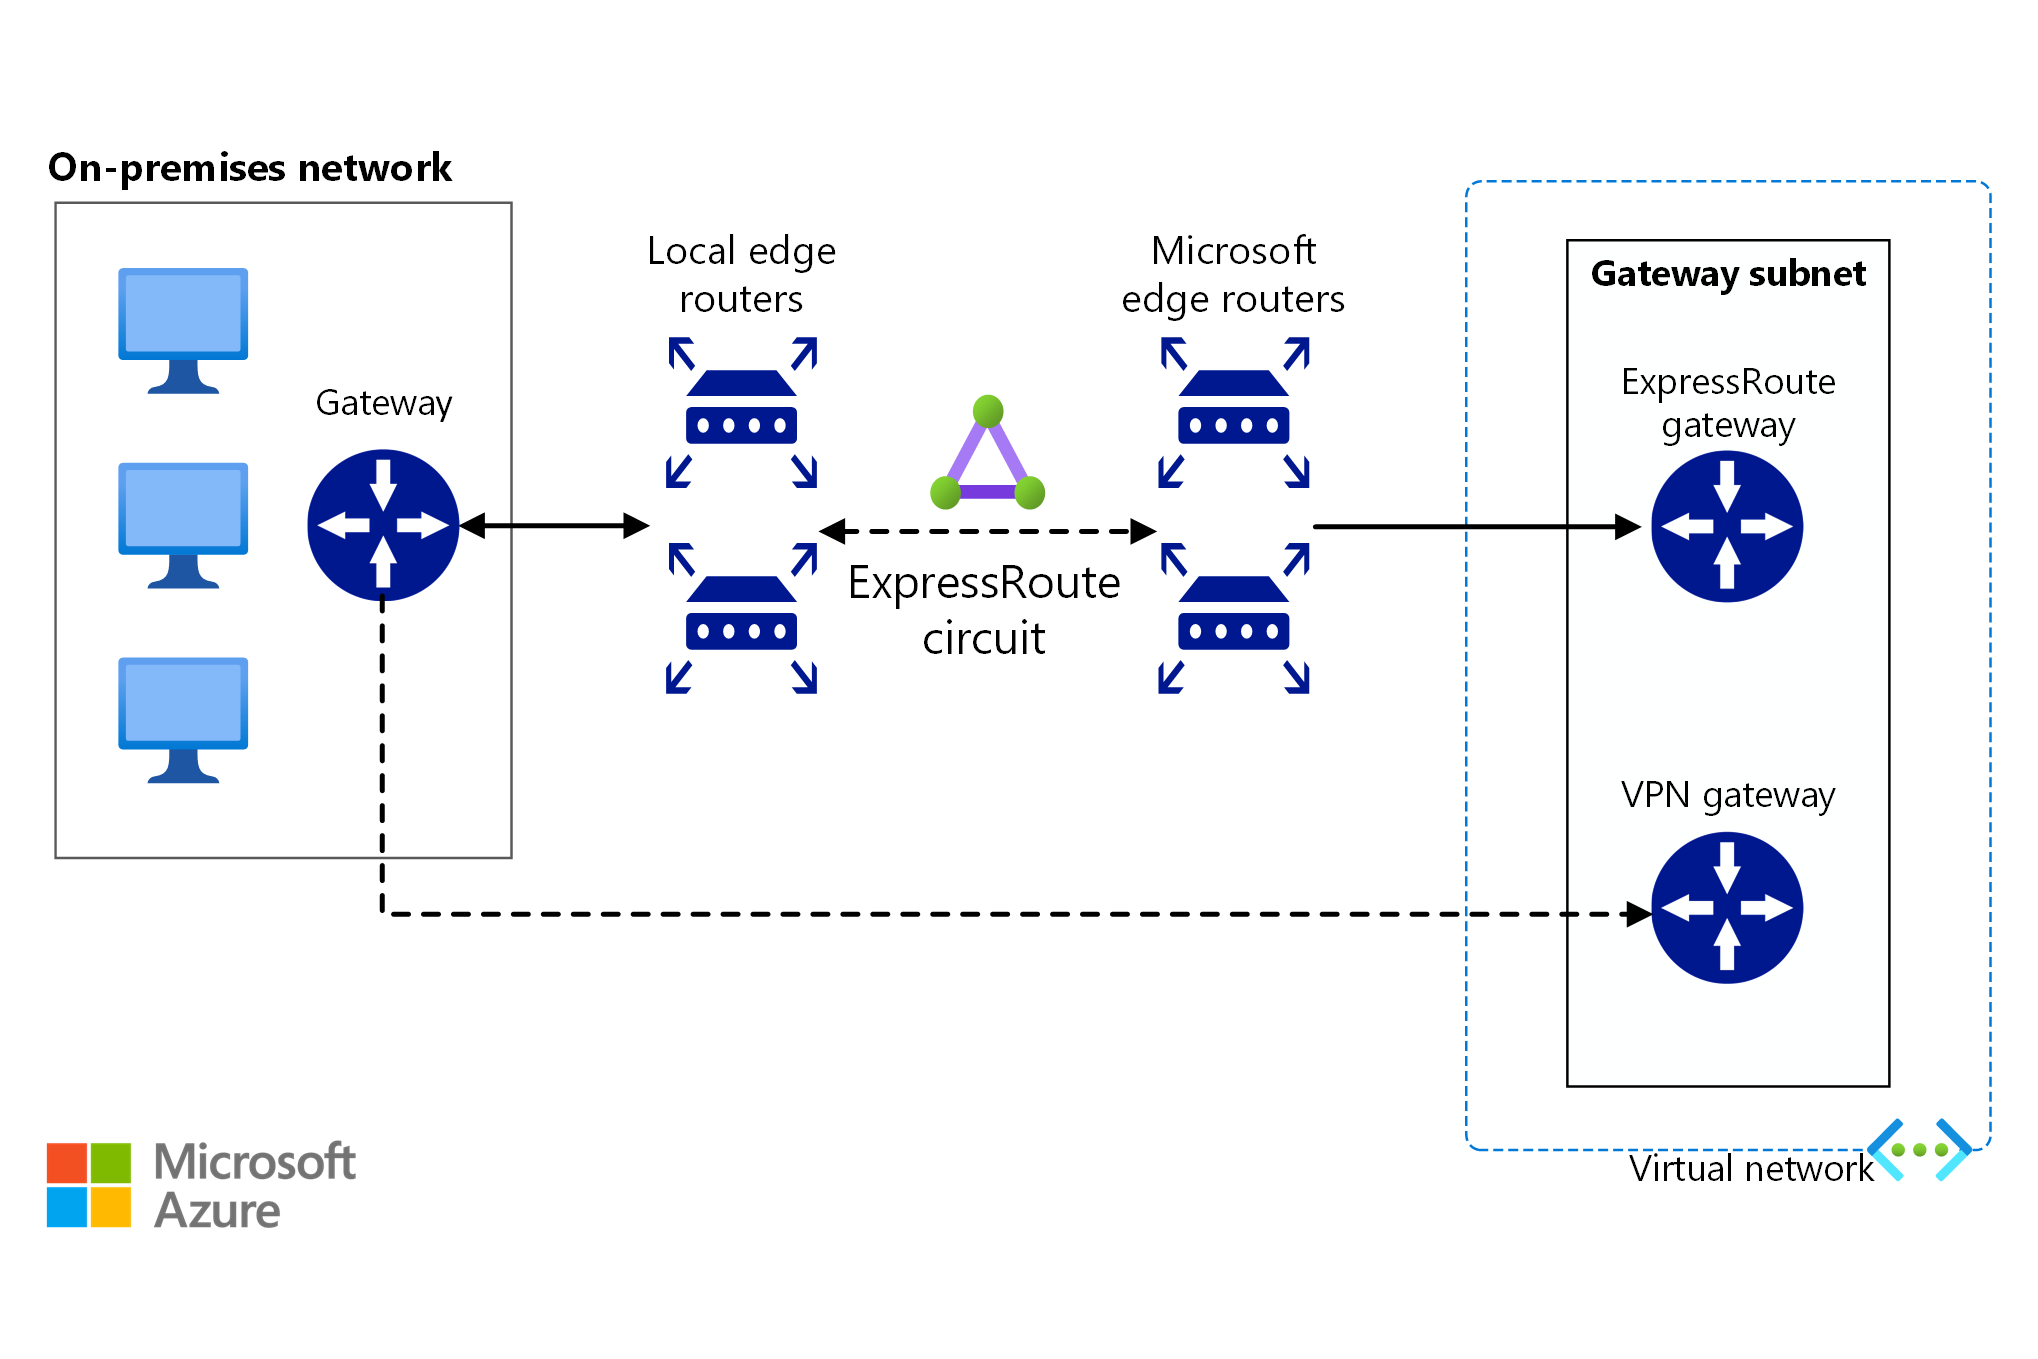 On-premises network
Gateway
Local edge
routers
ExpressRoute
circuit
Microsoft
edge routers
Gateway subnet
ExpressRoute
gateway
VPN gateway
Virtual network
Microsoft
Azure